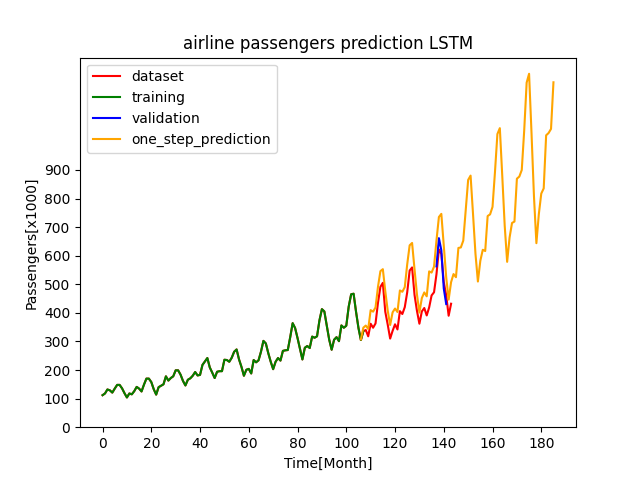 airline passengers prediction LSTM
dataset
training
validation
one_step_prediction
Passengers[x1000]
900
800
700
600
500
400
300
200
100
0
0 20 40 60 80 100 120 140 160 180
Time[Month]